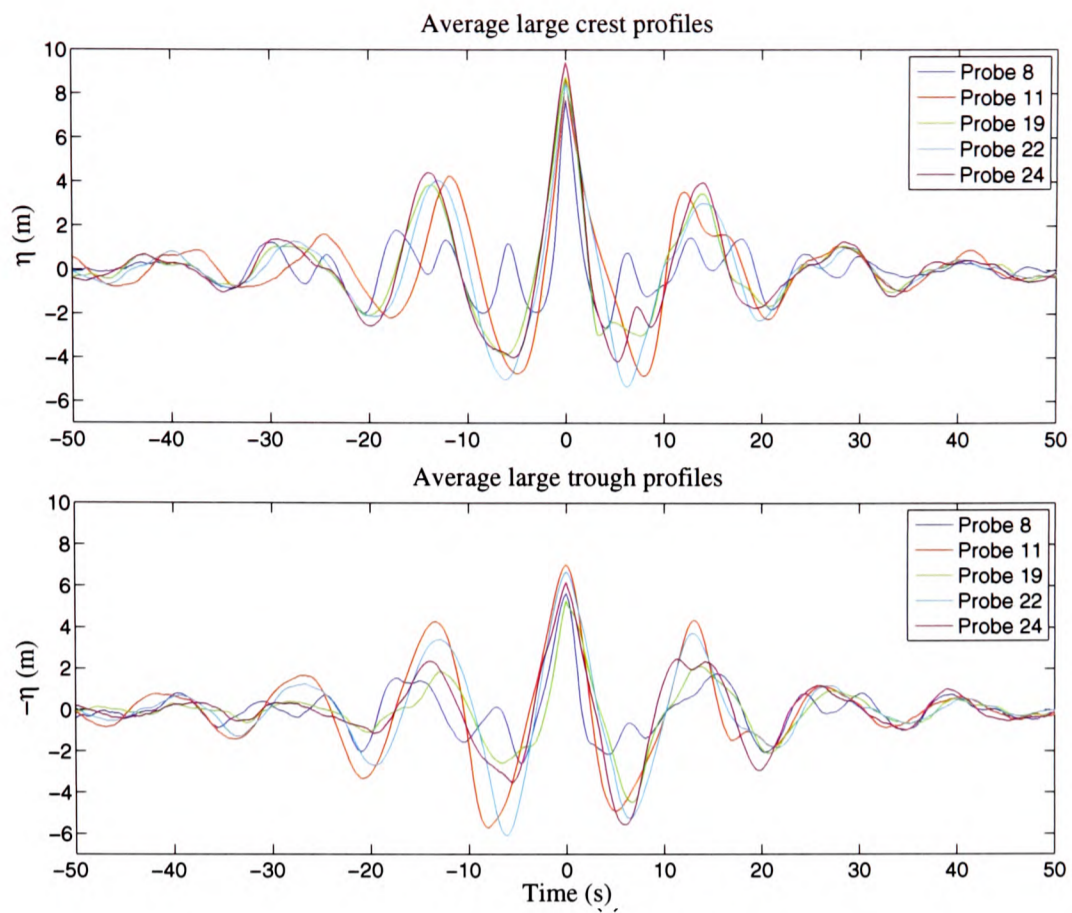 Average large crest profiles
10
8
6
4
2
0
−2
−4
−6
η (m)
−50 −40 −30 −20 −10 0 10 20 30 40 50
Probe 8
Probe 11
Probe 19
Probe 22
Probe 24
Average large trough profiles
10
8
6
4
2
0
−2
−4
−6
−η (m)
−50 −40 −30 −20 −10 0 10 20 30 40 50
Probe 8
Probe 11
Probe 19
Probe 22
Probe 24
Time (s)